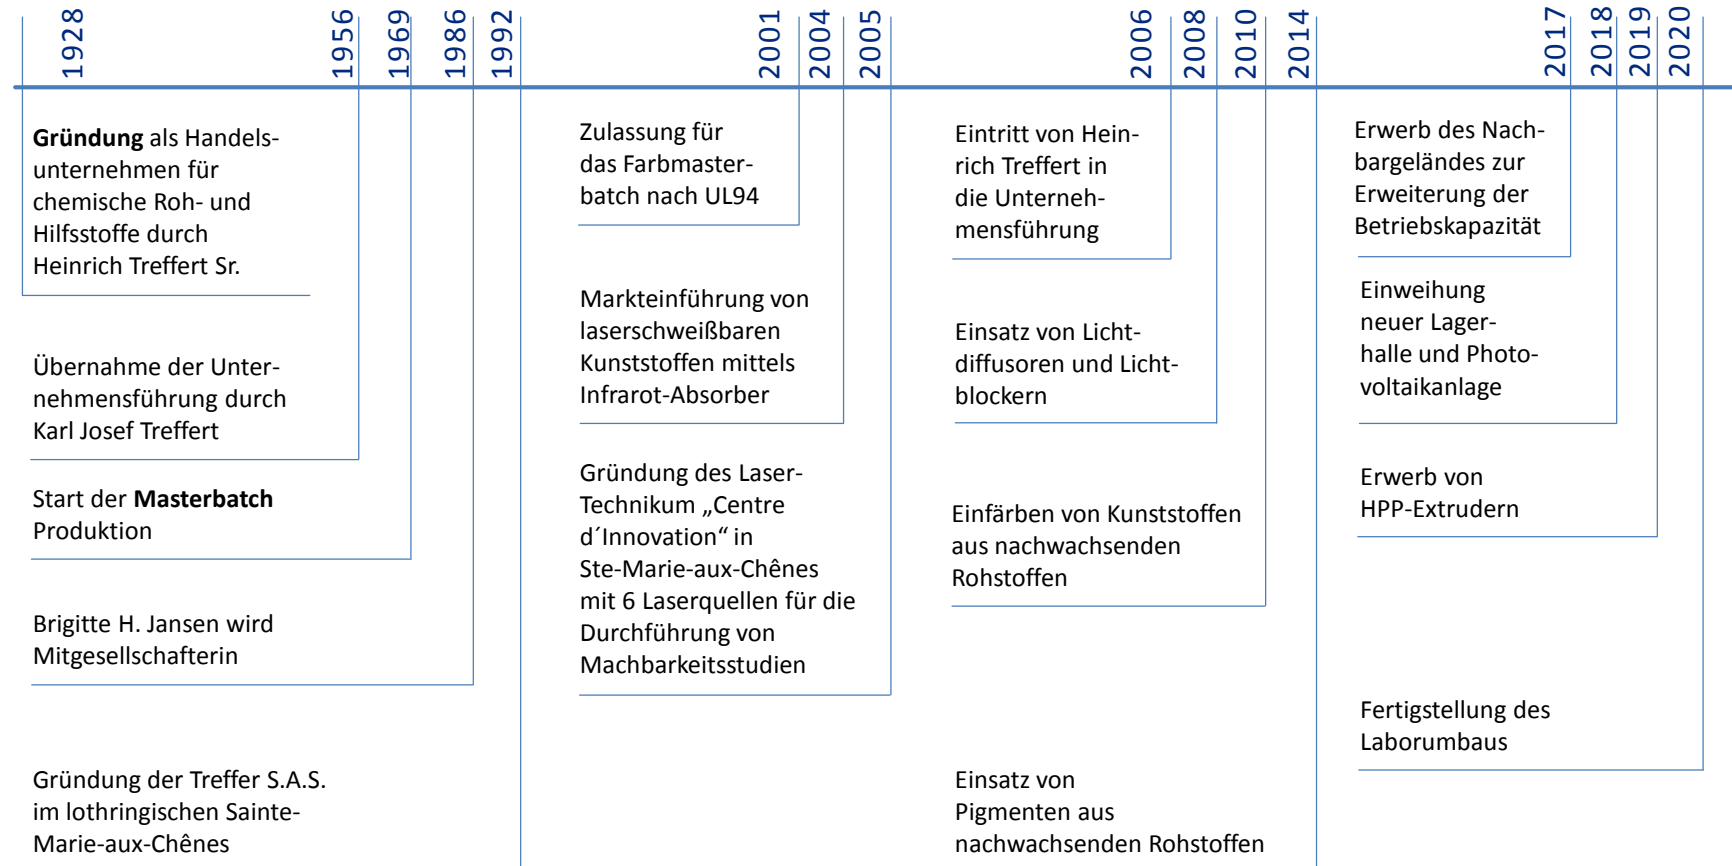 1928
1956
1969
1986
1992
2001
2004
2005
2006
2008
2010
2014
2017
2018
2019
2020
Gründung als Handels-
unternehmen für
chemische Roh- und
Hilfsstoffe durch
Heinrich Treffert Sr.
Übernahme der Unter-
nehmensführung durch
Karl Josef Treffert
Start der Masterbatch
Produktion
Brigitte H. Jansen wird
Mitgesellschafterin
Gründung der Treffer S.A.S.
im lothringischen Sainte-
Marie-aux-Chênes
Zulassung für
das Farbmaster-
batch nach UL94
Markteinführung von
laserschweißbaren
Kunststoffen mittels
Infrarot-Absorber
Gründung des Laser-
Technikum „Centre
d´Innovation“ in
Ste-Marie-aux-Chênes
mit 6 Laserquellen für die
Durchführung von
Machbarkeitsstudien
Eintritt von Hein-
rich Treffert in
die Unterneh-
mensführung
Einsatz von Licht-
diffusoren und Licht-
blockern
Einfärben von Kunststoffen
aus nachwachsenden
Rohstoffen
Einsatz von
Pigmenten aus
nachwachsenden Rohstoffen
Erwerb des Nach-
bargeländes zur
Erweiterung der
Betriebskapazität
Einweihung
neuer Lager-
halle und Photo-
voltaikanlage
Erwerb von
HPP-Extrudern
Fertigstellung des
Laborumbaus